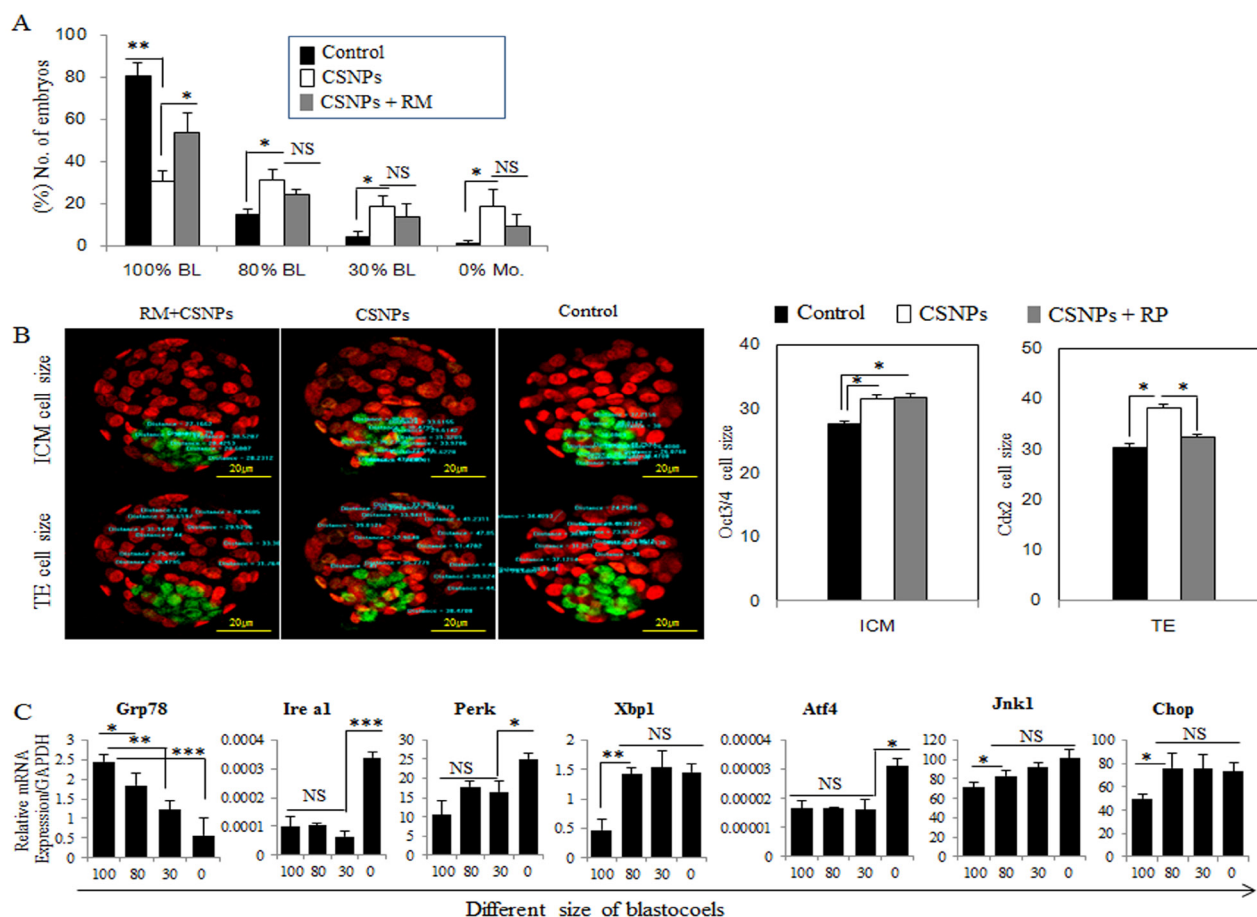 A
(%) No. of embryos
100
80
60
40
20
0
** * * NS * NS * NS
Control
CSNPs
CSNPs + RM
100% BL 80% BL 30% BL 0% Mo.
B
RM+CSNPs CSNPs Control
ICM cell size
TE cell size
20μm 20μm 20μm
20μm 20μm 20μm
Control CSNPs CSNPs + RP
Oct3/4 cell size
40
30
20
10
0
* *
ICM
Cdx2 cell size
50
40
30
20
10
0
* *
TE
C
Relative mRNA
Expression/GAPDH
Grp78
* ** ***
3
2.5
2
1.5
1
0.5
0
100 80 30 0
Ire a1
NS ***
0.0004
0.0003
0.0002
0.0001
0
100 80 30 0
Perk
NS *
30
25
20
15
10
5
0
100 80 30 0
Xbp1
** NS
2
1.5
1
0.5
0
100 80 30 0
Atf4
NS *
0.00004
0.00003
0.00002
0.00001
0
100 80 30 0
Jnk1
* NS
120
100
80
60
40
20
0
100 80 30 0
Chop
* NS
100
80
60
40
20
0
100 80 30 0
Different size of blastocoels